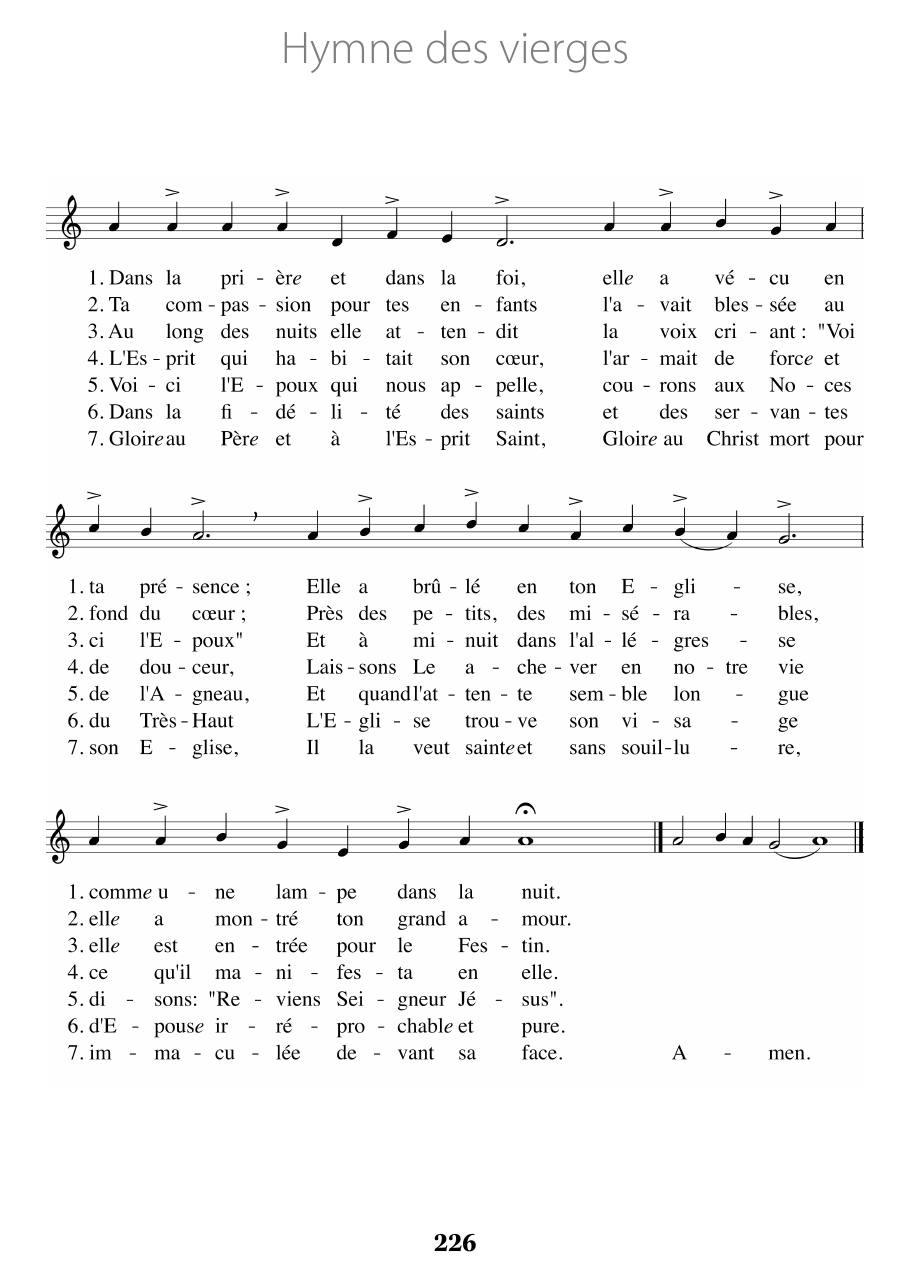 Hymne des vierges
1. Dans la pri - ère et dans la foi, elle a vé - cu en
2. Ta com - pas - sion pour tes en - fants l'a - vait bles - sée au
3. Au long des nuits elle at - ten - dit la voix cri - ant : "Voi
4. L'Es - prit qui ha - bi - tait son cœur, l'ar - mait de force et
5. Voi - ci l'E - poux qui nous ap - pelle, cou - rons aux No - ces
6. Dans la fi - dé - li - té des saints et des ser - van - tes
7. Gloire au Père et à l'Es - prit Saint, Gloire au Christ mort pour
1. ta pré - sence ; Elle a brû - lé en ton E - gli - se,
2. fond du cœur ; Près des pe - tits, des mi - sé - ra - bles,
3. ci l'E - poux" Et à mi - nuit dans l'al - lé - gres - se
4. de dou - ceur, Lais - sons Le a - che - ver en no - tre vie
5. de l'A - gneau, Et quand l'at - ten - te sem - ble lon - gue
6. du Très - Haut L'E - gli - se trou - ve son vi - sa - ge
7. son E - glise, Il la veut sainte et sans souil - lu - re,
1. comme u - ne lam - pe dans la nuit.
2. elle a mon - tré ton grand a - mour.
3. elle est en - trée pour le Fes - tin.
4. ce qu'il ma - ni - fes - ta en elle.
5. di - sons: "Re - viens Sei - gneur Jé - sus".
6. d'E - pouse ir - ré - pro - chable et pure.
7. im - ma - cu - lée de - vant sa face. A - men.
226